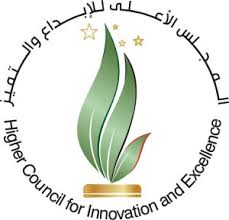 المجلس الأعلى للإبداع والتميز
Higher Council for Innovation and Excellence